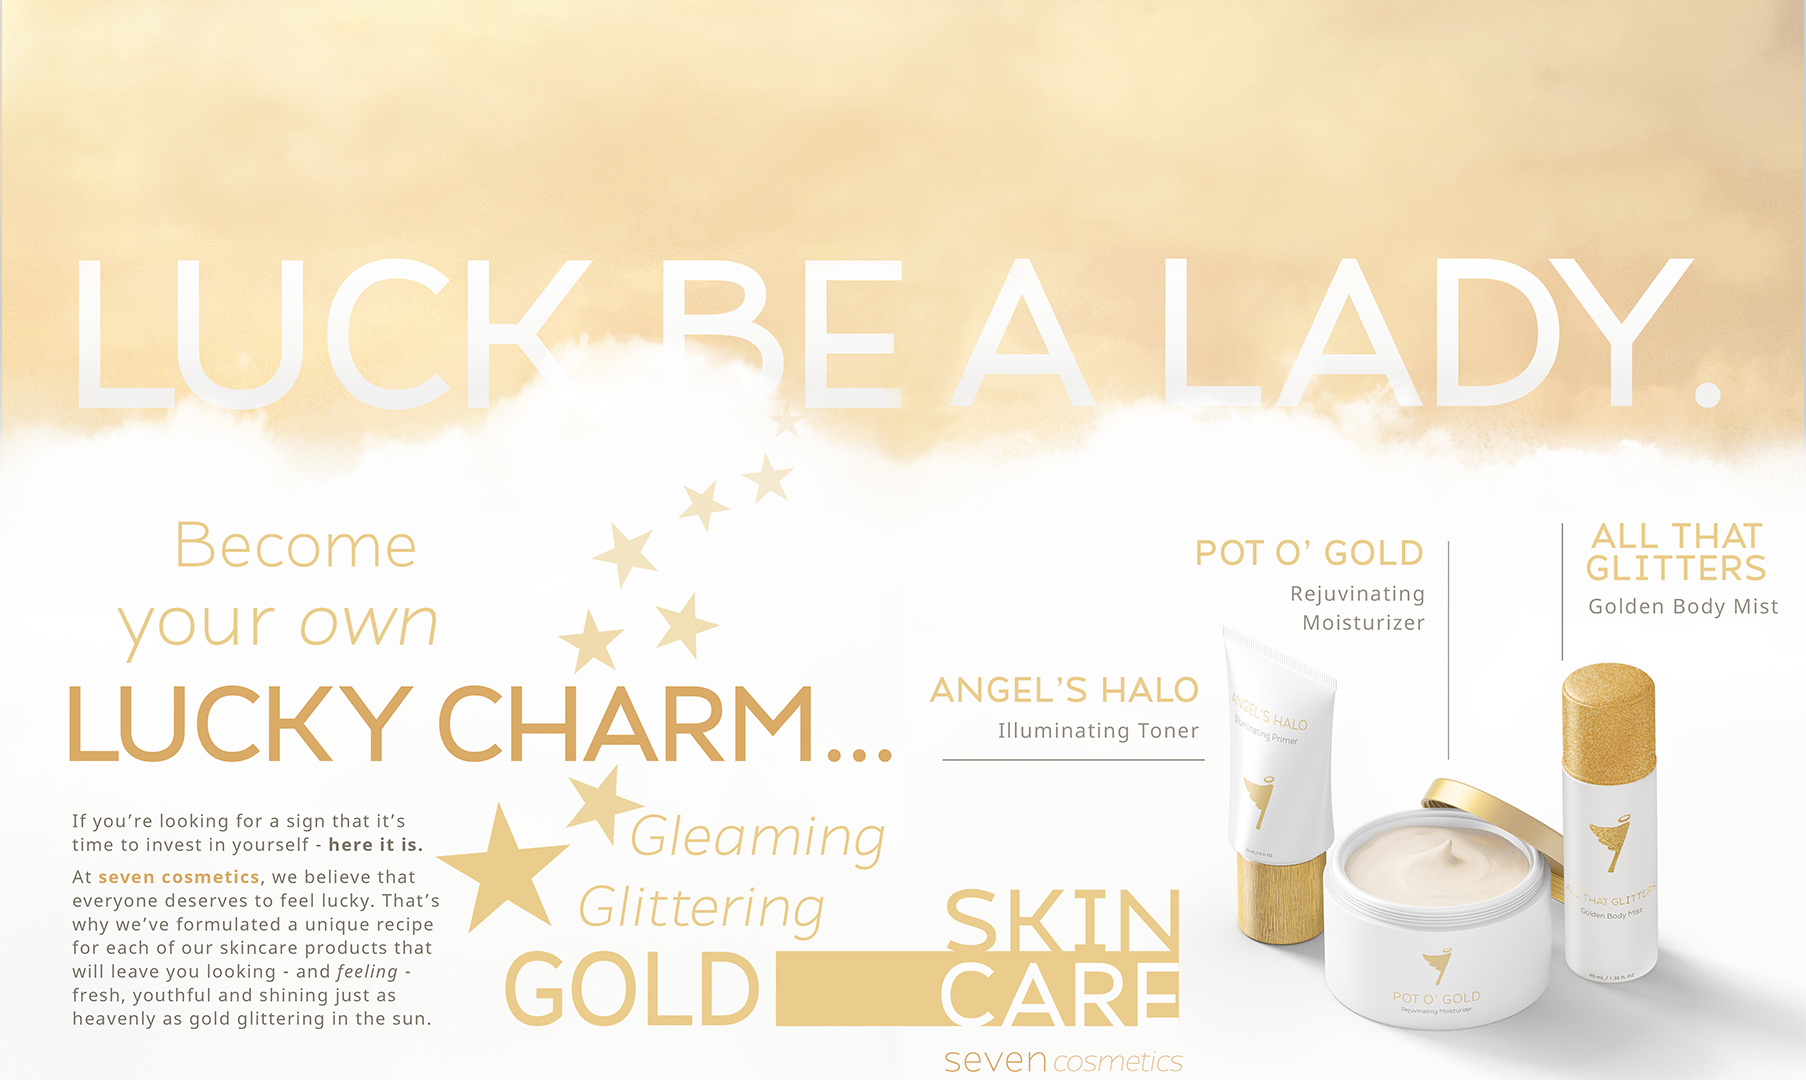 LUCK BE A LADY.
Become
your own
LUCKY CHARM...
If you’re looking for a sign that it’s
time to invest in yourself - here it is.
At seven cosmetics, we believe that
everyone deserves to feel lucky. That’s
why we’ve formulated a unique recipe
for each of our skincare products that
will leave you looking - and feeling -
fresh, youthful and shining just as
heavenly as gold glittering in the sun.
Gleaming
Glittering
GOLD
SKIN
CARE
seven cosmetics
ANGEL’S HALO
Illuminating Toner
POT O’ GOLD
Rejuvinating
Moisturizer
ALL THAT
GLITTERS
Golden Body Mist
ANGEL’S HALO
Illuminating Primer
POT O’ GOLD
Rejuvinating Moisturizer
ALL THAT GLITTERS
Golden Body Mist